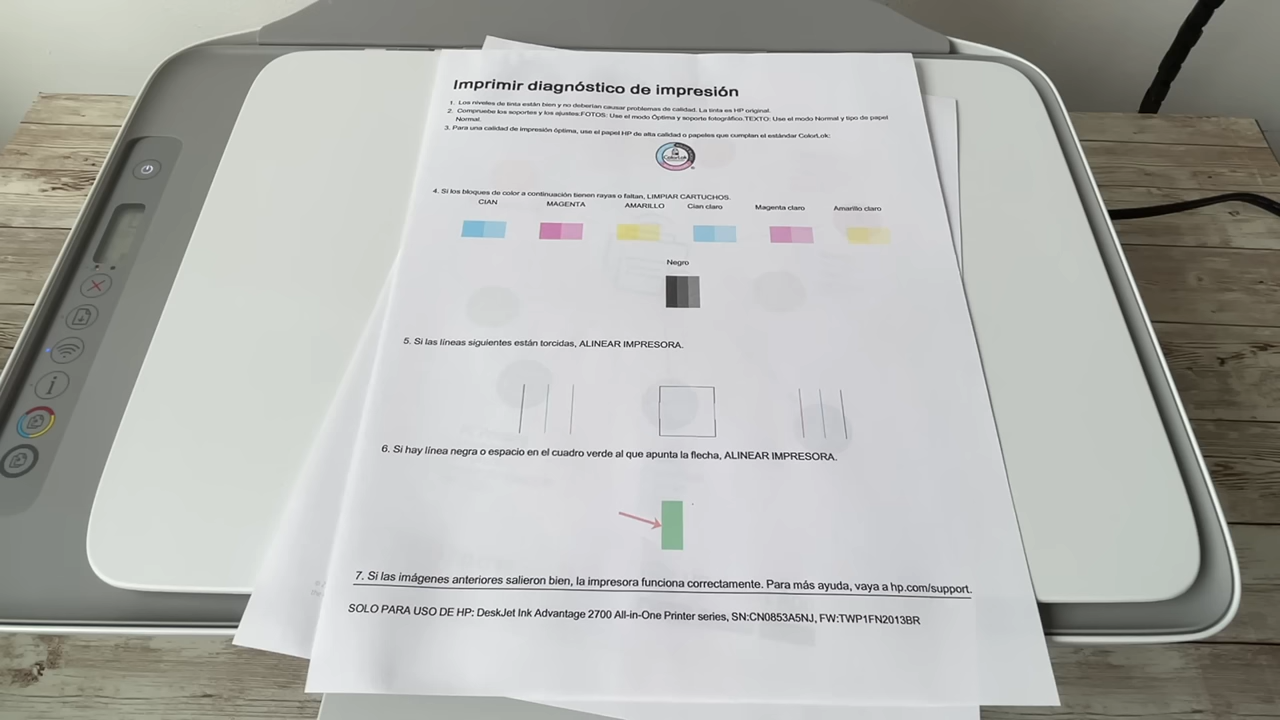 Imprimir diagnóstico de impresión
1. Los niveles de tinta están bien y no deberían causar problemas de calidad. La tinta es HP original.
2. Compruebe los soportes y los ajustes.FOTOS: Use el modo Óptima y soporte fotográfico.TEXTO: Use el modo Normal y tipo de papel
Normal.
3. Para una calidad de impresión óptima, use el papel HP de alta calidad o papeles que cumplan el estándar ColorLok:
ColorLok
4. Si los bloques de color a continuación tienen rayas o faltan, LIMPIAR CARTUCHOS.
CIAN MAGENTA AMARILLO Cian claro Magenta claro Amarillo claro
Negro
5. Si las líneas siguientes están torcidas, ALINEAR IMPRESORA.
6. Si hay línea negra o espacio en el cuadro verde al que apunta la flecha, ALINEAR IMPRESORA.
7. Si las imágenes anteriores salieron bien, la impresora funciona correctamente. Para más ayuda, vaya a hp.com/support.
SOLO PARA USO DE HP: DeskJet Ink Advantage 2700 All-in-One Printer series, SN:CN0853A5NJ, FW:TWP1FN2013BR